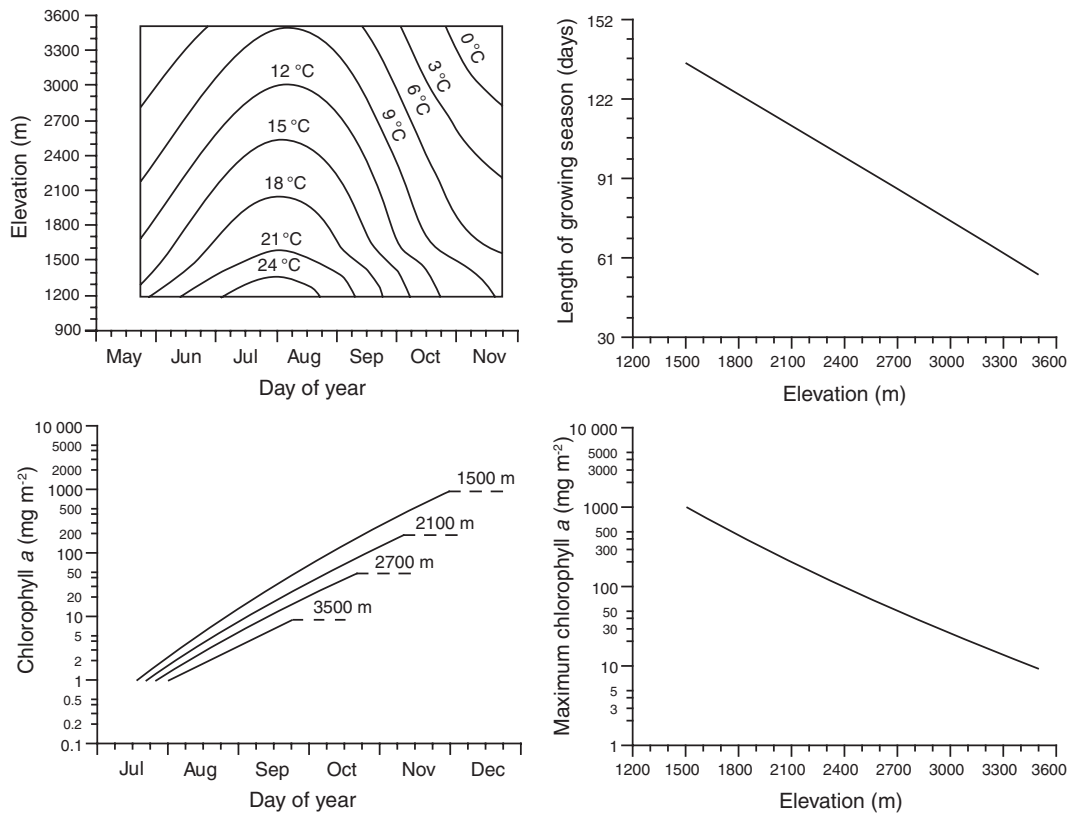 Elevation (m)
3600
3300
3000
2700
2400
2100
1800
1500
1200
900
0 °C
3 °C
6 °C
9 °C
12 °C
15 °C
18 °C
21 °C
24 °C
May Jun Jul Aug Sep Oct Nov
Day of year
Length of growing season (days)
152
122
91
61
30
1200 1500 1800 2100 2400 2700 3000 3300 3600
Elevation (m)
Chlorophyll a (mg m-2)
10 000
5000
2000
1000
500
200
100
50
20
10
5
2
1
0.5
0.2
0.1
1500 m
2100 m
2700 m
3500 m
Jul Aug Sep Oct Nov Dec
Day of year
Maximum chlorophyll a (mg m-2)
10 000
5000
3000
1000
500
300
100
50
30
10
5
3
1
1200 1500 1800 2100 2400 2700 3000 3300 3600
Elevation (m)